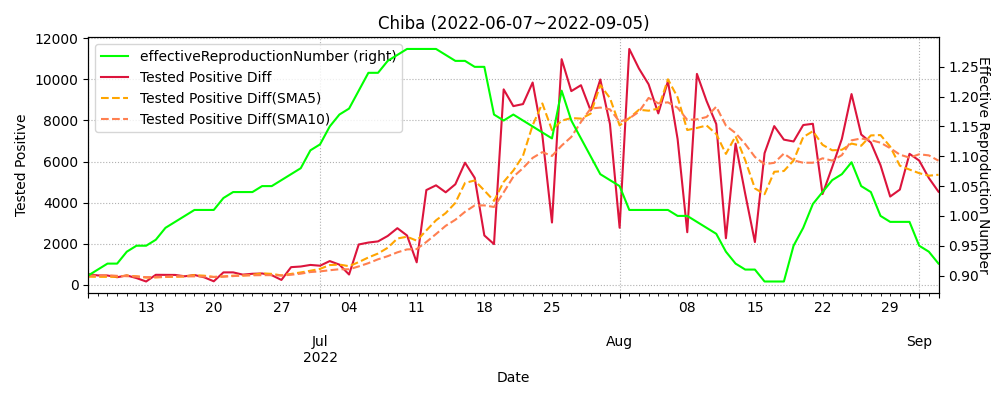 Chiba (2022-06-07~2022-09-05)
effectiveReproductionNumber (right)
Tested Positive Diff
Tested Positive Diff(SMA5)
Tested Positive Diff(SMA10)
Tested Positive
12000
10000
8000
6000
4000
2000
0
Effective Reproduction Number
1.25
1.20
1.15
1.10
1.05
1.00
0.95
0.90
13 20 27 04 11 18 25 08 15 22 29
Jul Aug Sep
2022
Date